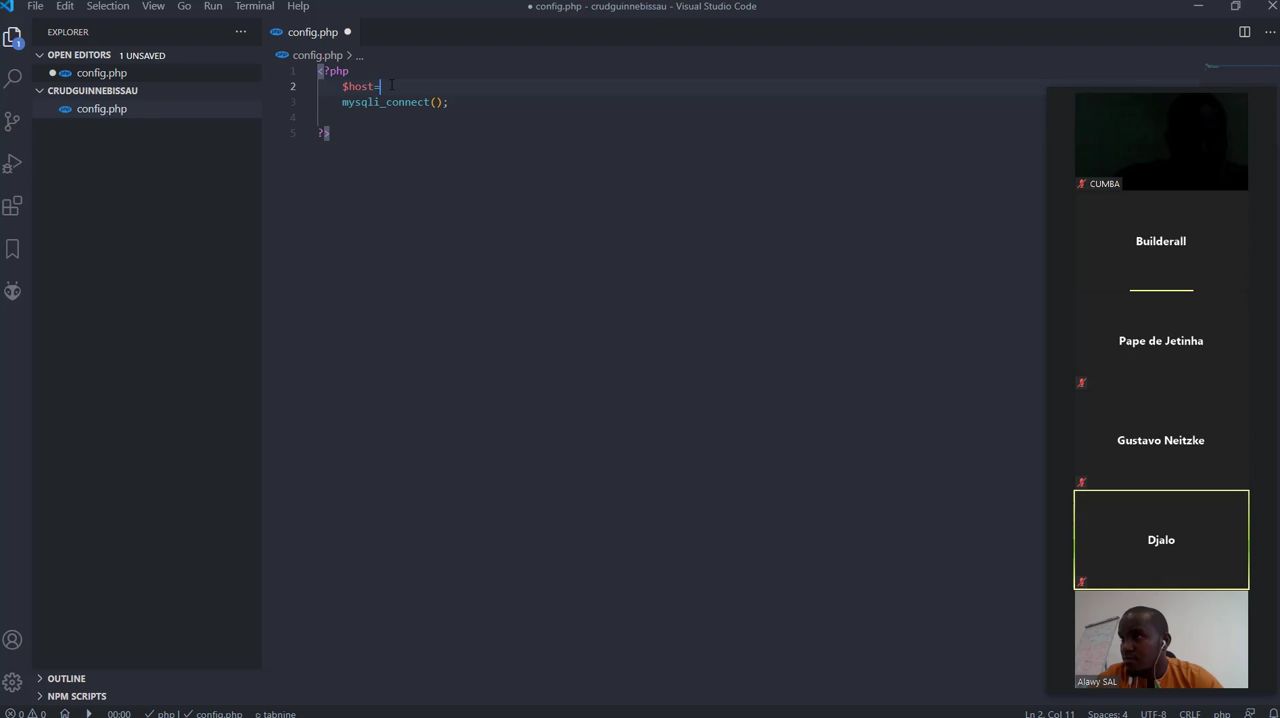 File Edit Selection View Go Run Terminal Help
● config.php - crudguinnebissau - Visual Studio Code
EXPLORER
OPEN EDITORS 1 UNSAVED
config.php
CRUDGUINNEBISSAU
config.php
OUTLINE
NPM SCRIPTS
1
config.php
config.php > ...
1 <?php
2 $host=
3 mysqli_connect();
4
5 ?>
CUMBA
Builderall
Pape de Jetinha
Gustavo Neitzke
Djalo
Alawy SAL
0 0 00:00 php config.php tabnine
Ln 2, Col 11 Spaces: 4 UTF-8 CRLF php